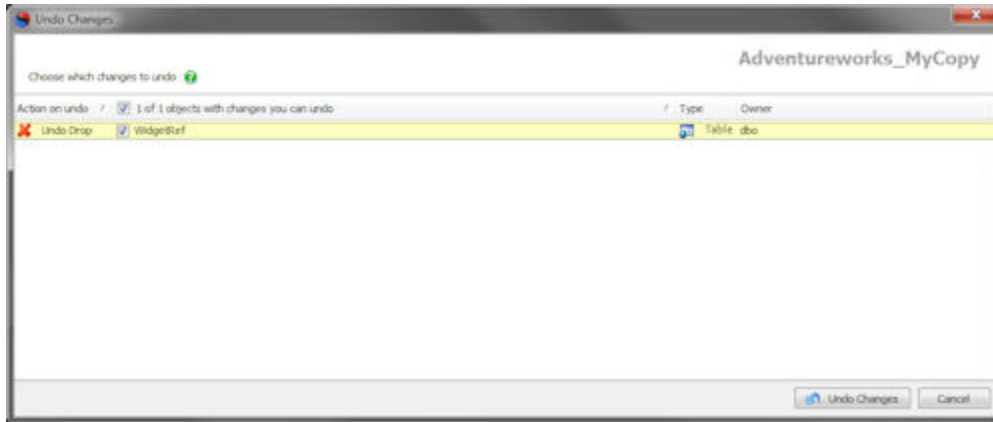 Undo Changes
Adventureworks_MyCopy
Choose which changes to undo
Action on undo / 1 of 1 objects with changes you can undo / Type Owner
Undo Drop WidgetRef Table dbo
Undo Changes Cancel